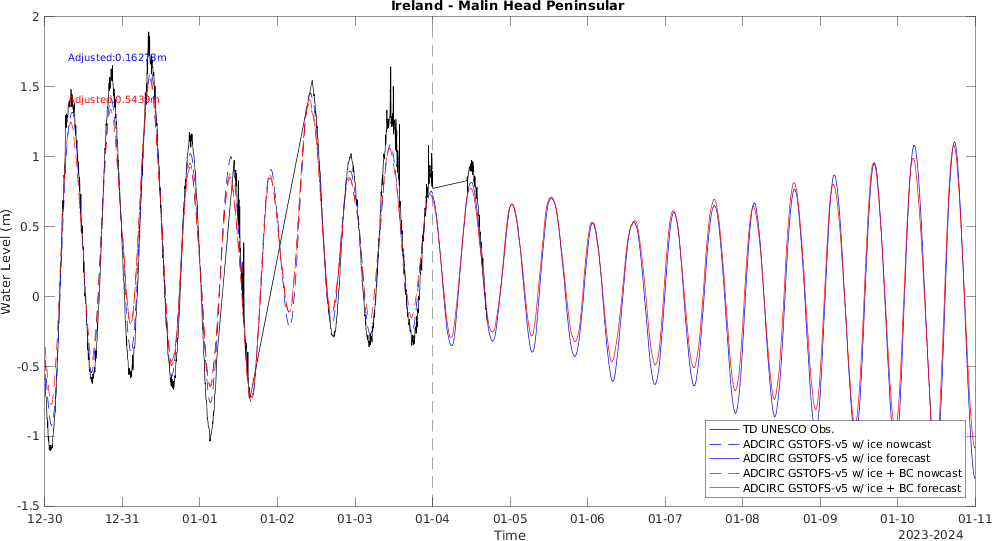 Ireland - Malin Head Peninsular
2
1.5
1
0.5
0
-0.5
-1
-1.5
Water Level (m)
Adjusted:0.16273m
Adjusted:0.5439m
TD UNESCO Obs.
ADCIRC GSTOFS-v5 w/ ice nowcast
ADCIRC GSTOFS-v5 w/ ice forecast
ADCIRC GSTOFS-v5 w/ ice + BC nowcast
ADCIRC GSTOFS-v5 w/ ice + BC forecast
12-30 12-31 01-01 01-02 01-03 01-04 01-05 01-06 01-07 01-08 01-09 01-10 01-11
Time
2023-2024